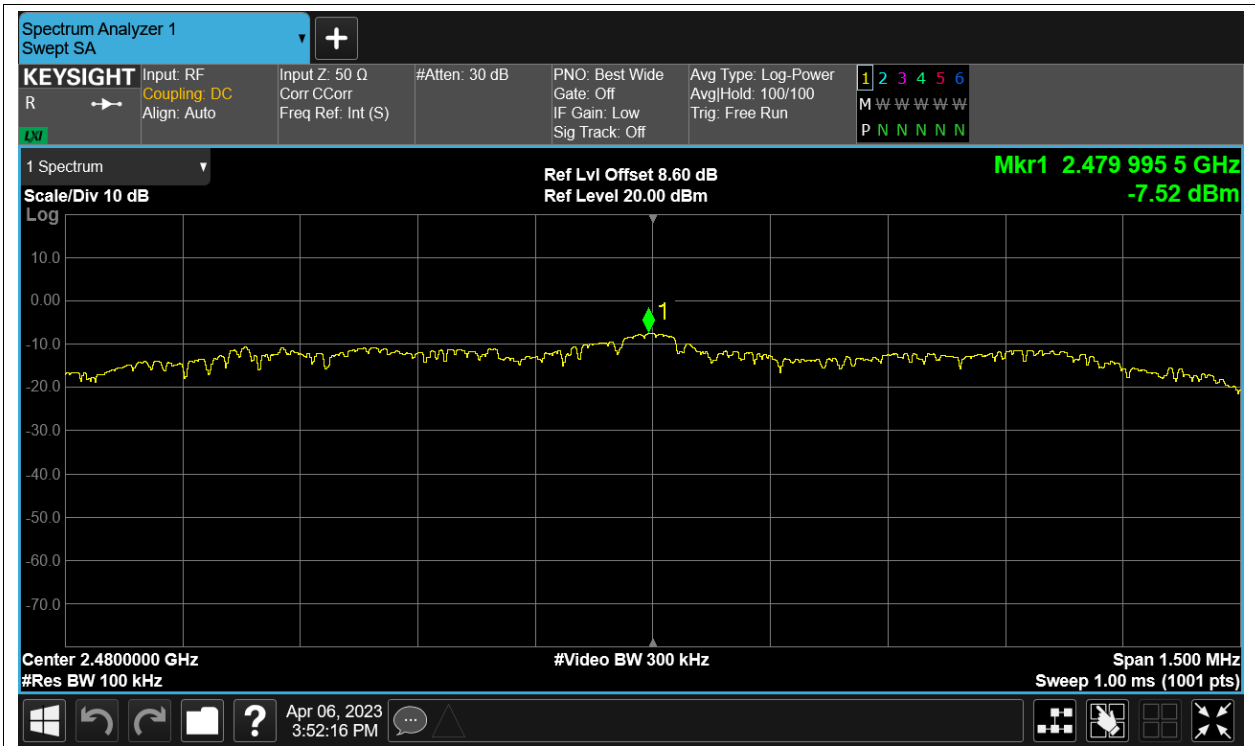 Spectrum Analyzer 1
Swept SA
+
KEYSIGHT
R
LXI
Input: RF
Coupling: DC
Align: Auto
Input Z: 50 Ω
Corr CCorr
Freq Ref: Int (S)
#Atten: 30 dB
PNO: Best Wide
Gate: Off
IF Gain: Low
Sig Track: Off
Avg Type: Log-Power
Avg|Hold: 100/100
Trig: Free Run
1 2 3 4 5 6
M W W W W W
P N N N N N
1 Spectrum
Scale/Div 10 dB
Log
Ref Lvl Offset 8.60 dB
Ref Level 20.00 dBm
Mkr1 2.479 995 5 GHz
-7.52 dBm
10.0
0.00
1
-10.0
-20.0
-30.0
-40.0
-50.0
-60.0
-70.0
Center 2.4800000 GHz
#Video BW 300 kHz
Span 1.500 MHz
#Res BW 100 kHz
Sweep 1.00 ms (1001 pts)
?
Apr 06, 2023
3:52:16 PM